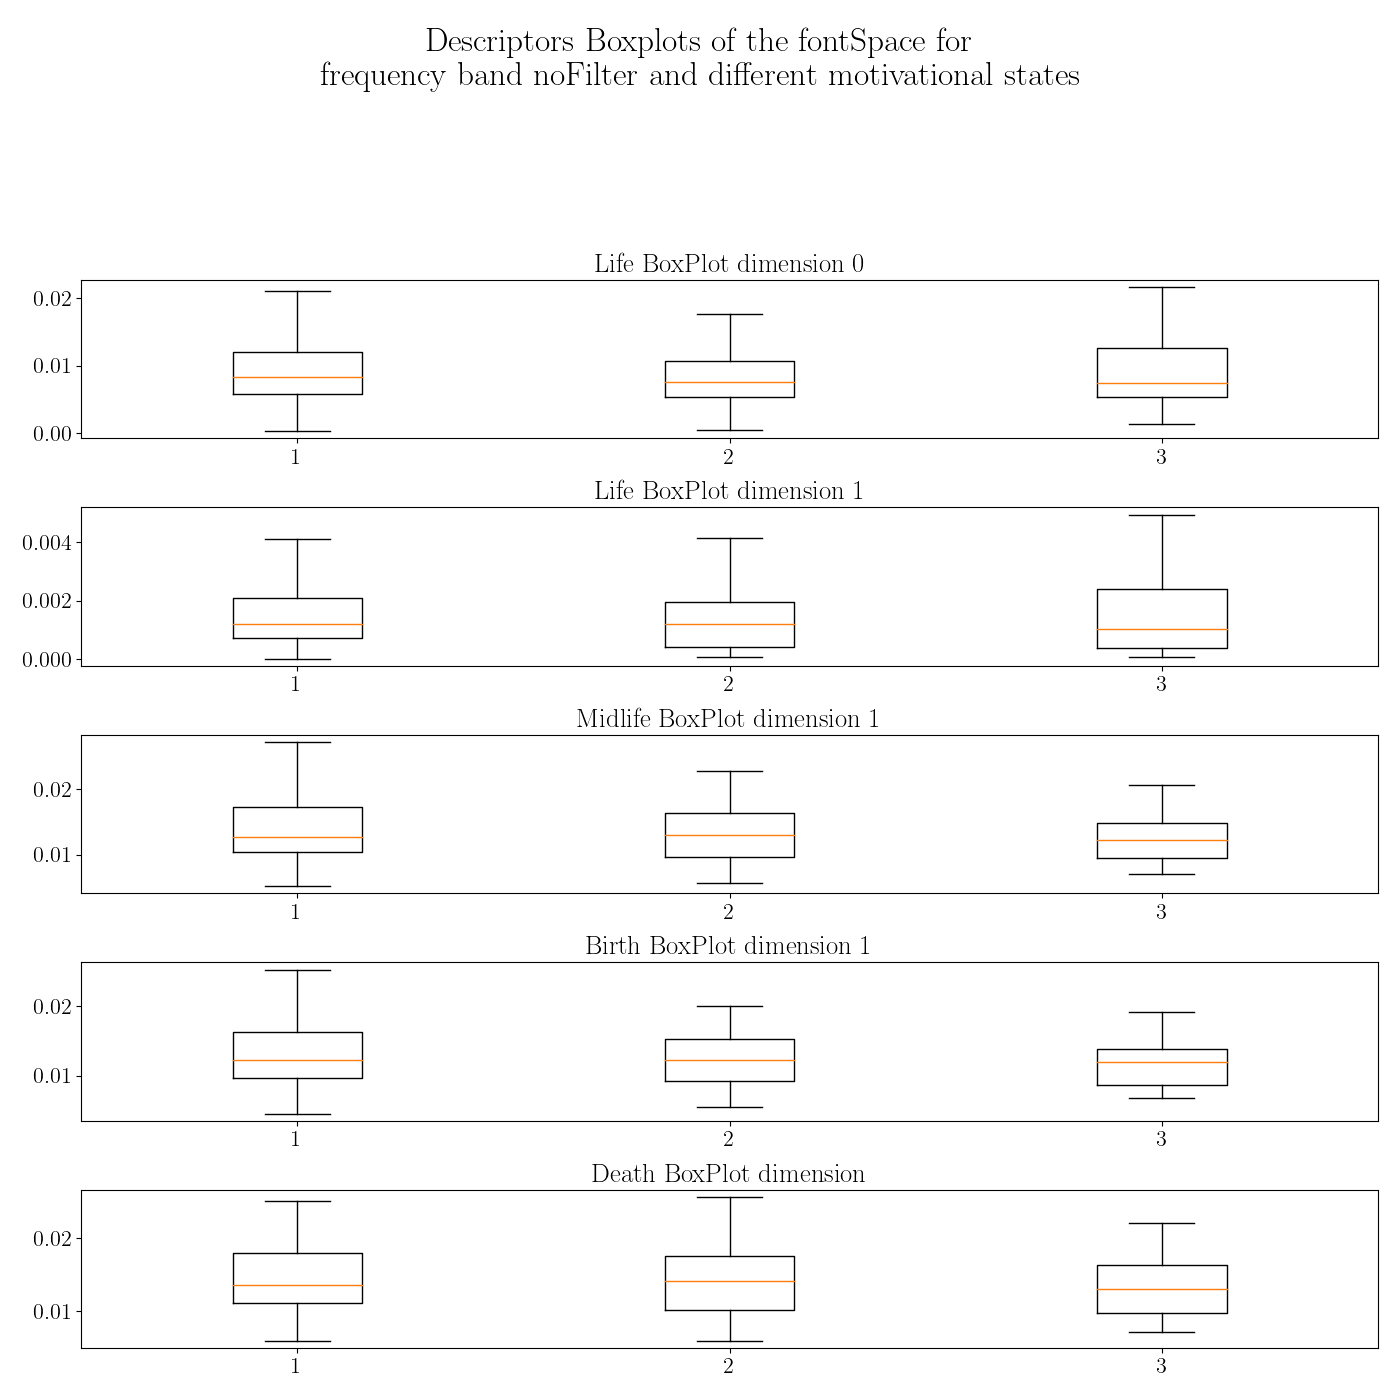 Descriptors Boxplots of the fontSpace for
frequency band noFilter and different motivational states
Life BoxPlot dimension 0
0.02
0.01
0.00
1 2 3
Life BoxPlot dimension 1
0.004
0.002
0.000
1 2 3
Midlife BoxPlot dimension 1
0.02
0.01
1 2 3
Birth BoxPlot dimension 1
0.02
0.01
1 2 3
Death BoxPlot dimension
0.02
0.01
1 2 3